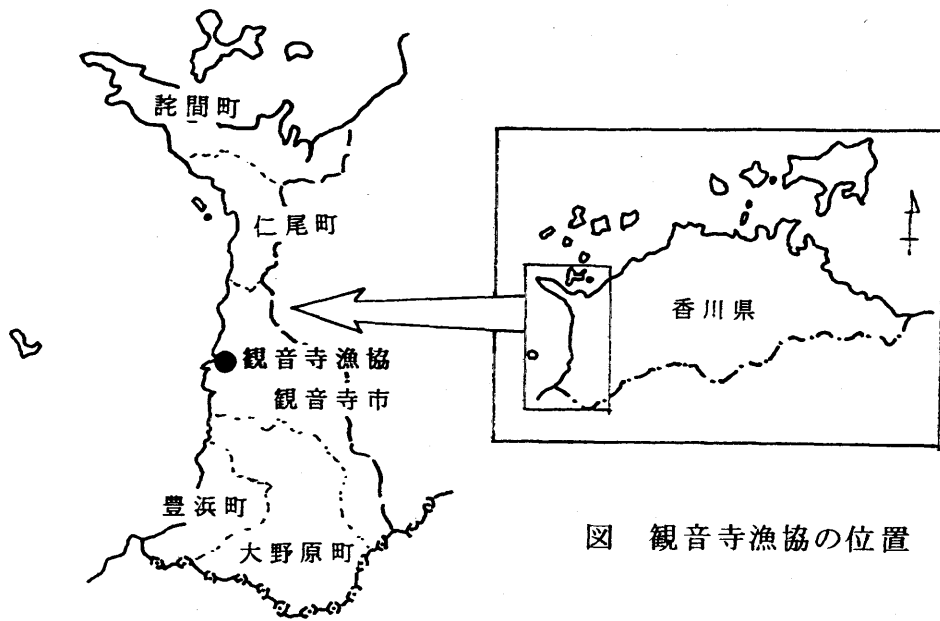 詫間町
仁尾町
香川県
観音寺漁協
観音寺市
豊浜町
大野原町
図 観音寺漁協の位置